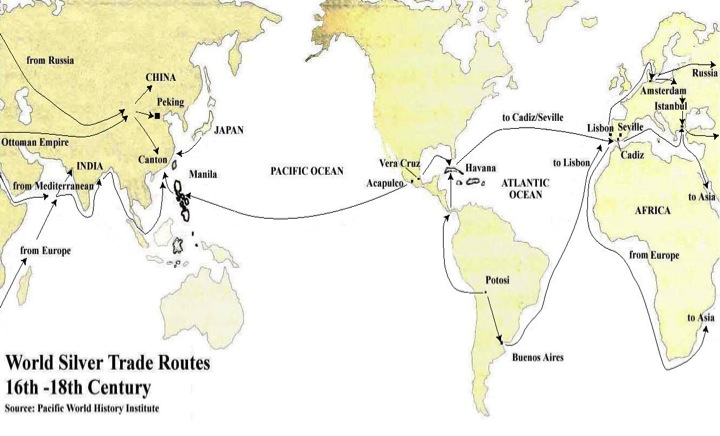 from Russia
CHINA
Peking
Ottoman Empire
JAPAN
Canton
INDIA
from Mediterranean
Manila
from Europe
PACIFIC OCEAN
Vera Cruz
Acapulco
Havana
to Cadiz/Seville
ATLANTIC
OCEAN
to Lisbon
Lisbon
Seville
Cadiz
Amsterdam
Istanbul
Russia
to Asia
AFRICA
from Europe
to Asia
Potosi
Buenos Aires
World Silver Trade Routes
16th -18th Century
Source: Pacific World History Institute